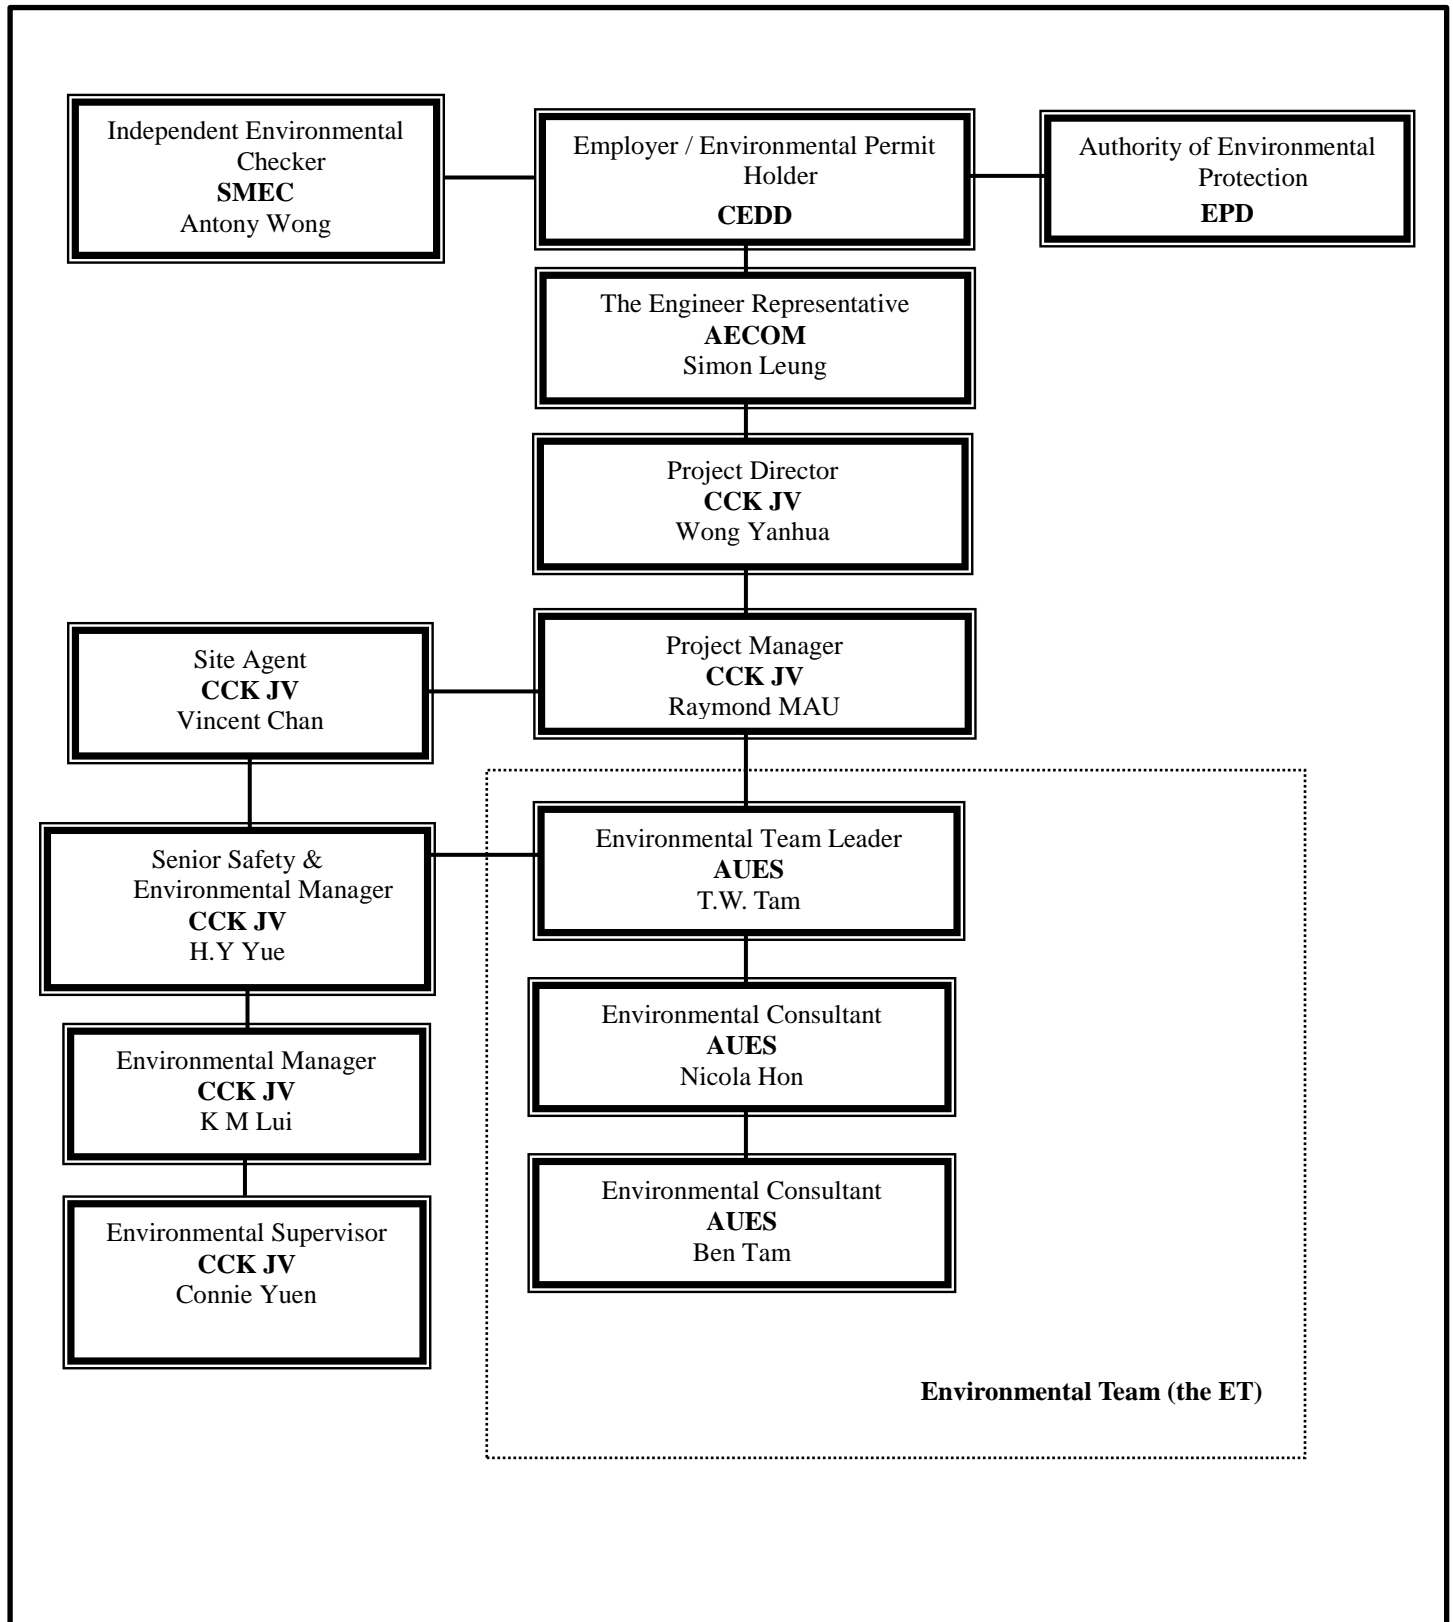 Independent Environmental
Checker
SMEC
Antony Wong
Employer / Environmental Permit
Holder
CEDD
Authority of Environmental
Protection
EPD
The Engineer Representative
AECOM
Simon Leung
Project Director
CCK JV
Wong Yanhua
Site Agent
CCK JV
Vincent Chan
Project Manager
CCK JV
Raymond MAU
Senior Safety &
Environmental Manager
CCK JV
H.Y Yue
Environmental Team Leader
AUES
T.W. Tam
Environmental Manager
CCK JV
K M Lui
Environmental Consultant
AUES
Nicola Hon
Environmental Supervisor
CCK JV
Connie Yuen
Environmental Consultant
AUES
Ben Tam
Environmental Team (the ET)